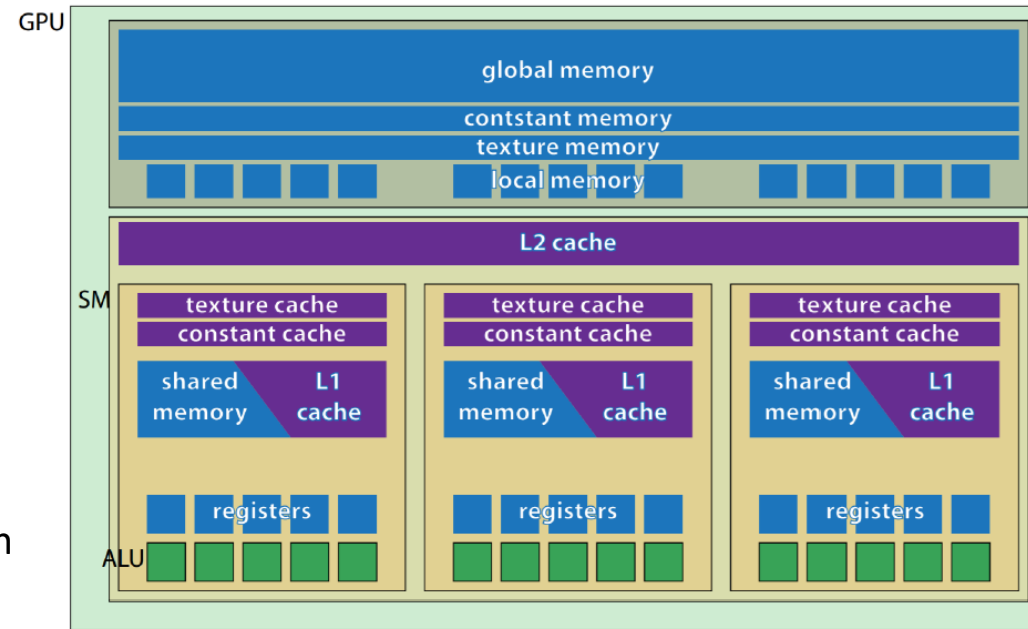 GPU
global memory
contstant memory
texture memory
local memory
L2 cache
SM
texture cache texture cache texture cache
constant cache constant cache constant cache
shared memory L1 cache shared memory L1 cache shared memory L1 cache
registers registers registers
n
ALU